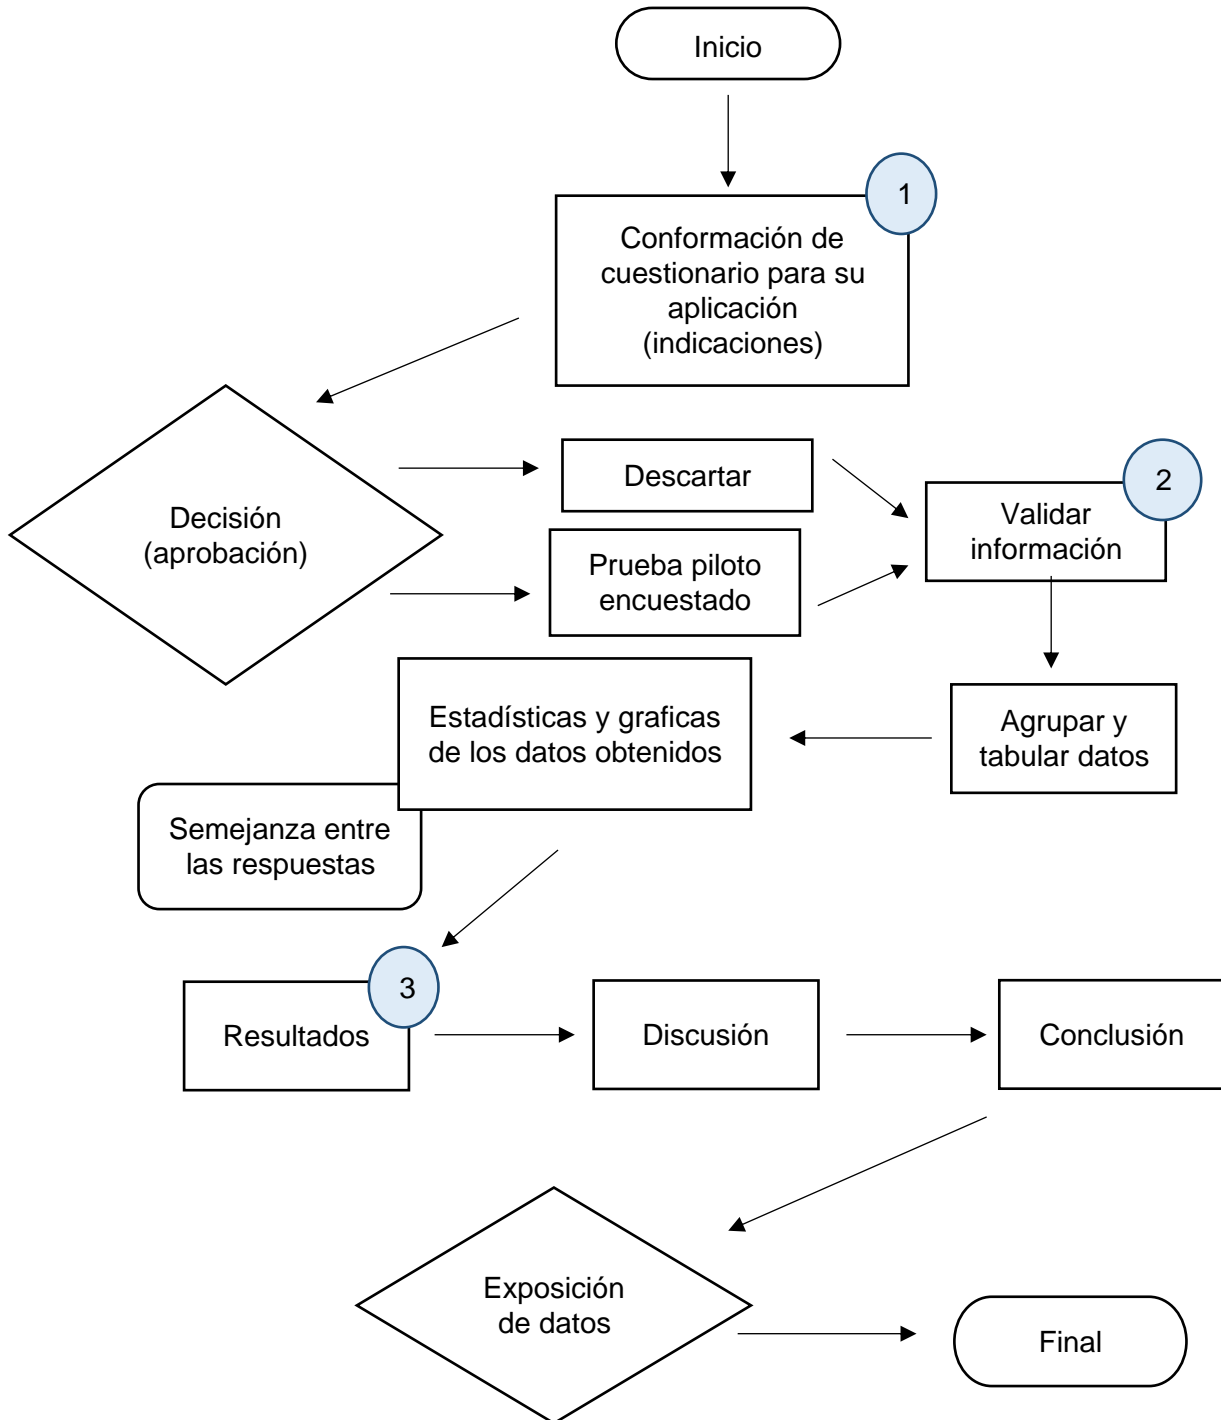 Inicio
1
Conformación de
cuestionario para su
aplicación
(indicaciones)
Decisión
(aprobación)
Descartar
Prueba piloto
encuestado
2
Validar
información
Agrupar y
tabular datos
Estadísticas y graficas
de los datos obtenidos
Semejanza entre
las respuestas
3
Resultados
Discusión
Conclusión
Exposición
de datos
Final